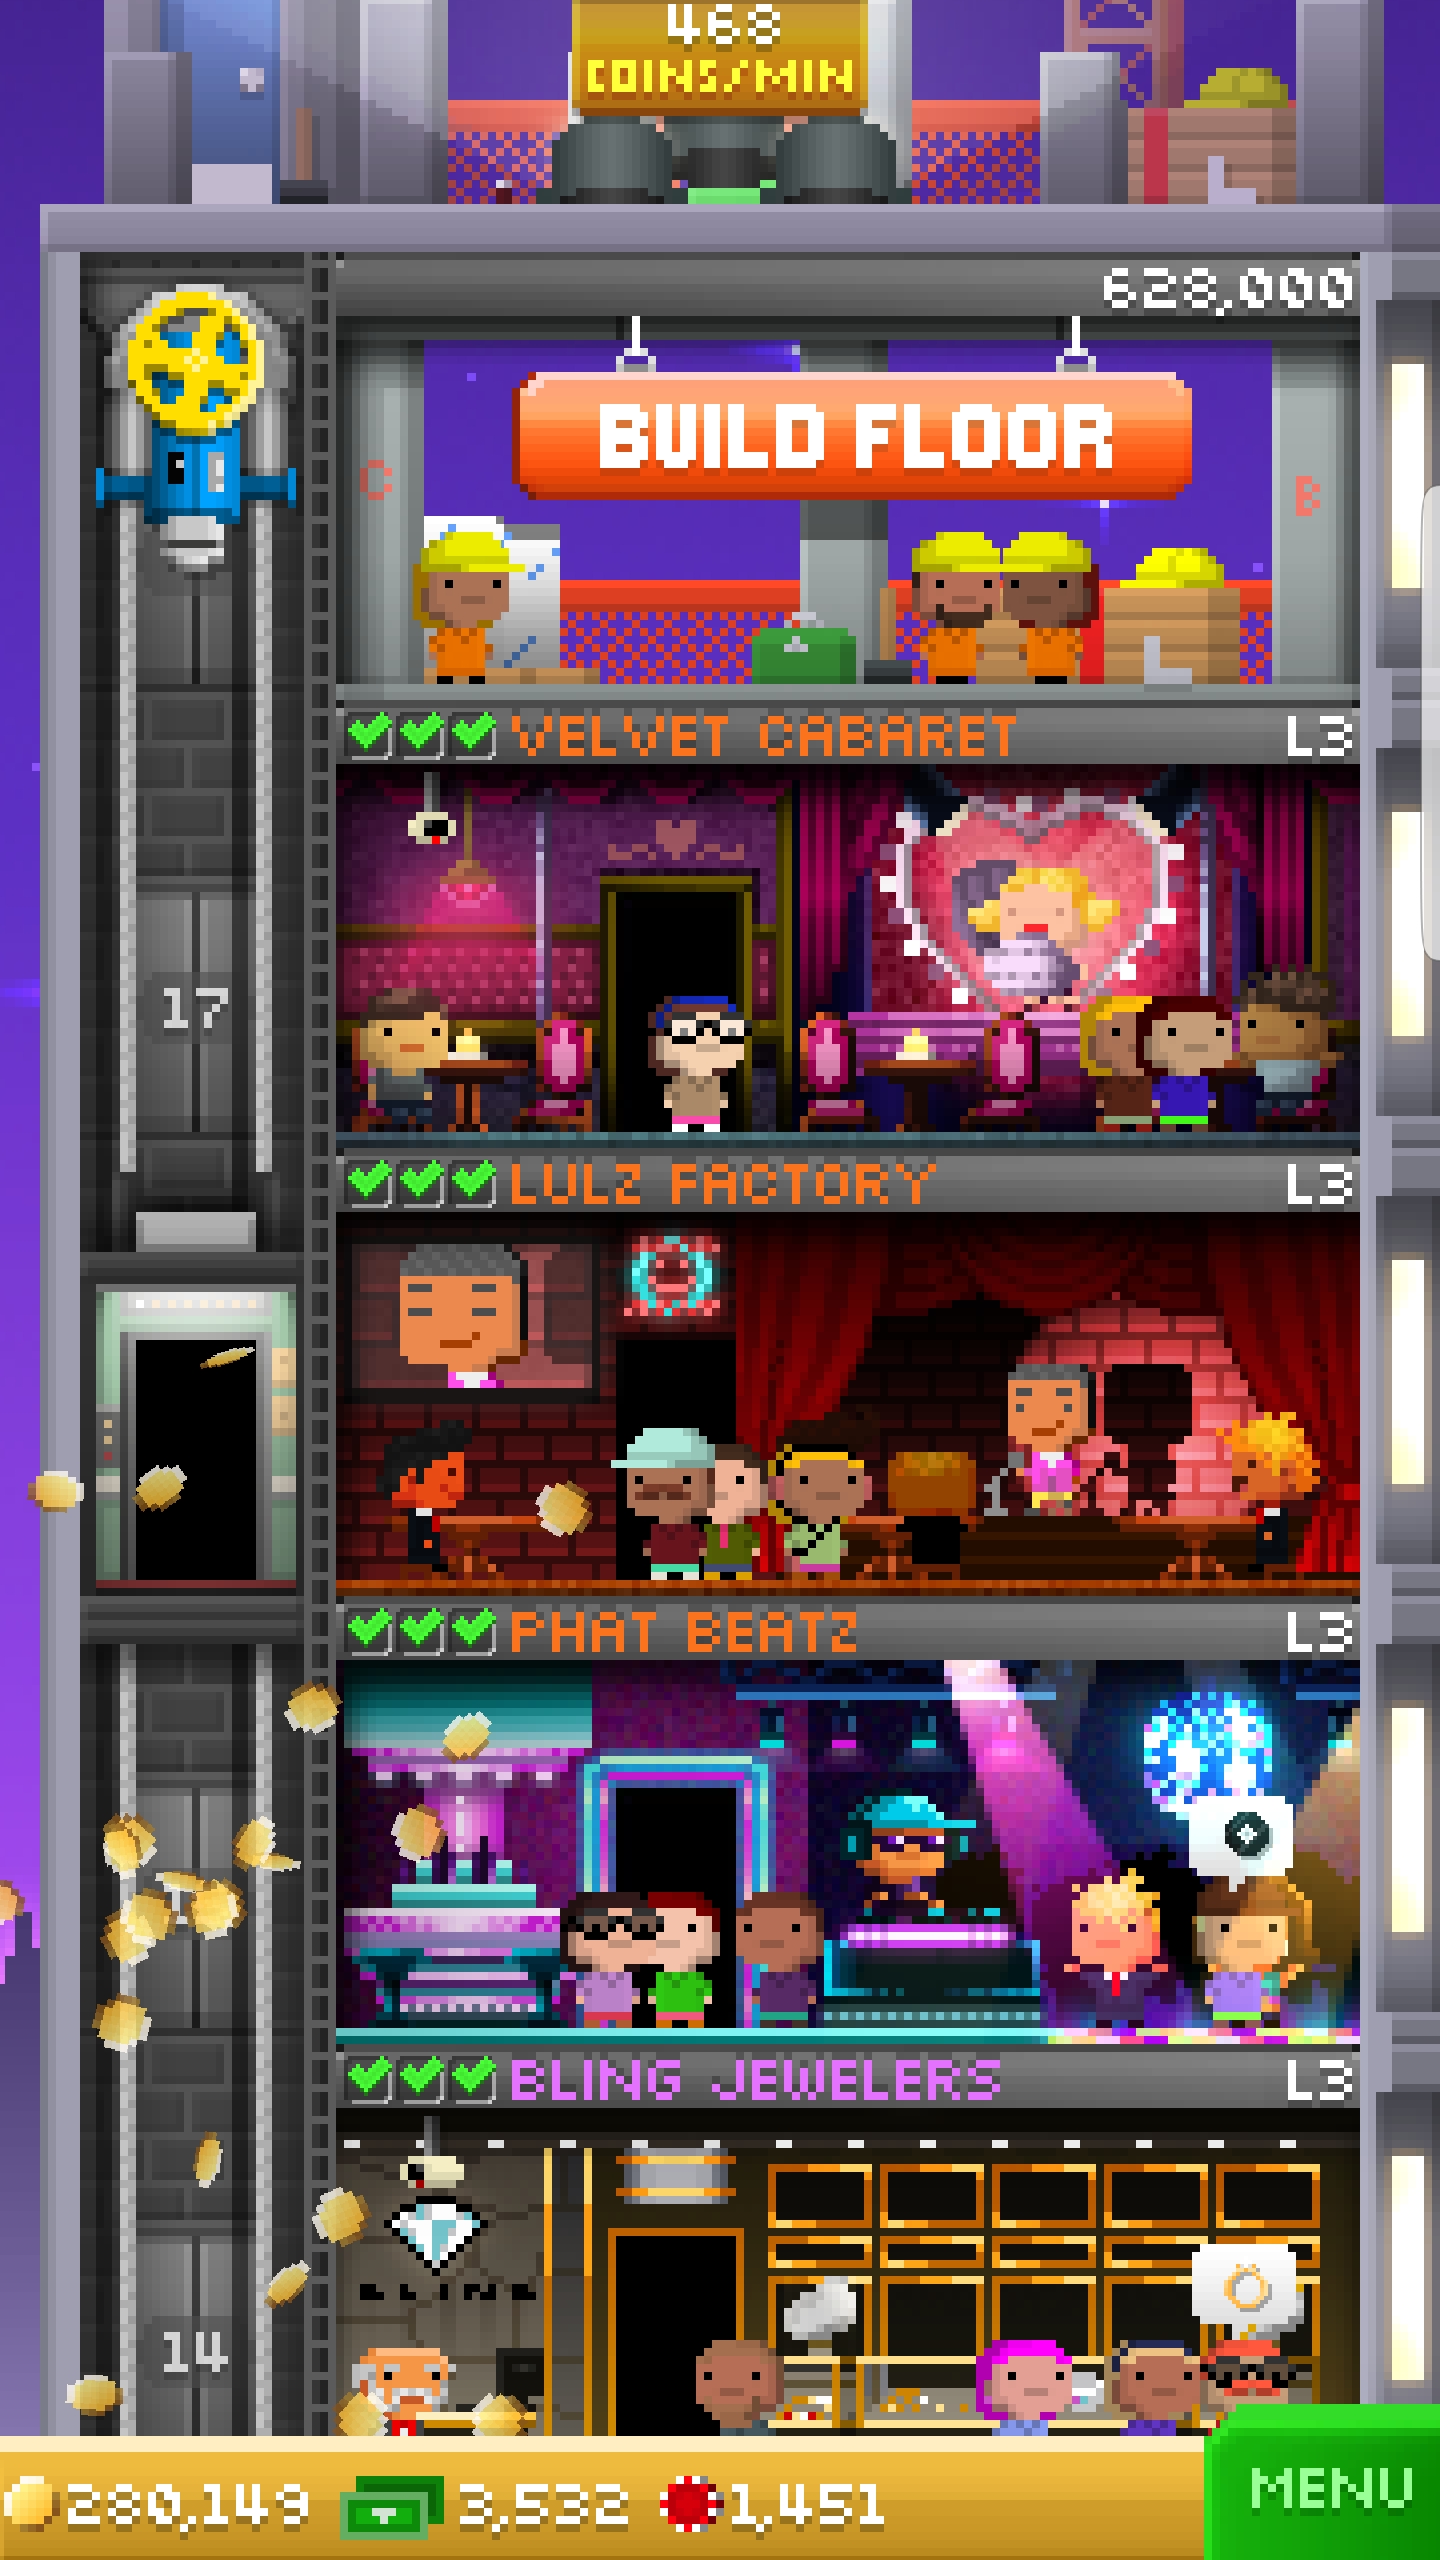 468
COINS/MIN
628,000
BUILD FLOOR
C
B
VELVET CABARET L3
17
LULZ FACTORY L3
PHAT BEATZ L3
BLING JEWELERS L3
BLING
14
280,149 3,532 1,451
MENU